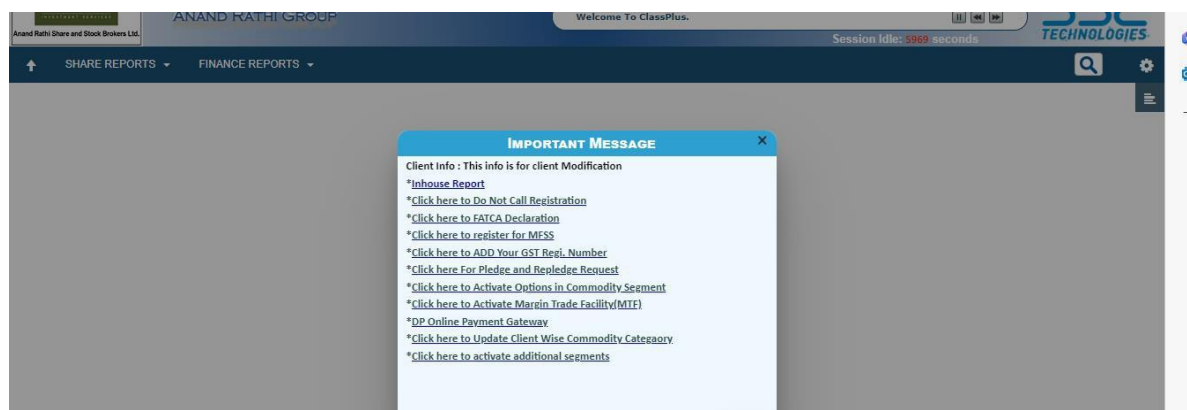 INVESTMENT SERVICES
Anand Rathi Share and Stock Brokers Ltd.
ANAND RATHI GROUP
Welcome To ClassPlus.
Session Idle: 5969 seconds
TECHNOLOGIES
SHARE REPORTS
FINANCE REPORTS
IMPORTANT MESSAGE
Client Info : This info is for client Modification
*Inhouse Report
*Click here to Do Not Call Registration
*Click here to FATCA Declaration
*Click here to register for MFSS
*Click here to ADD Your GST Regi. Number
*Click here For Pledge and Repledge Request
*Click here to Activate Options in Commodity Segment
*Click here to Activate Margin Trade Facility(MTF)
*DP Online Payment Gateway
*Click here to Update Client Wise Commodity Categaory
*Click here to activate additional segments